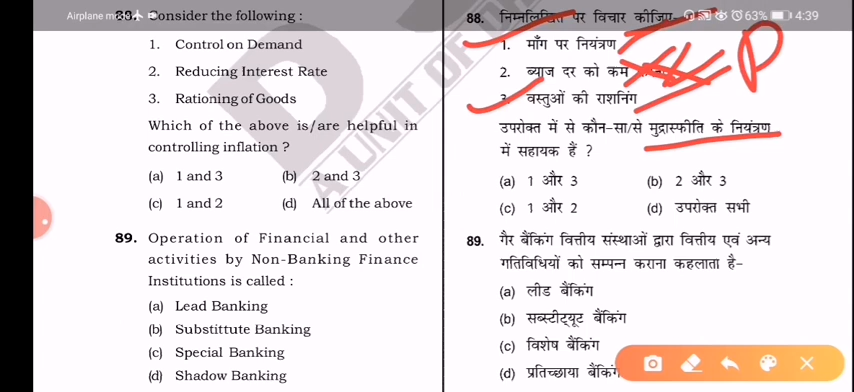 Airplane mode 63% 4:39
88. Consider the following :
1. Control on Demand
2. Reducing Interest Rate
3. Rationing of Goods
Which of the above is/are helpful in
controlling inflation ?
(a) 1 and 3 (b) 2 and 3
(c) 1 and 2 (d) All of the above
89. Operation of Financial and other
activities by Non-Banking Finance
Institutions is called :
(a) Lead Banking
(b) Substittute Banking
(c) Special Banking
(d) Shadow Banking
88. निम्नलिखित पर विचार कीजिए-
1. माँग पर नियंत्रण
2. ब्याज दर को कम
3. वस्तुओं की राशनिंग
उपरोक्त में से कौन-सा/से मुद्रास्फीति के नियंत्रण
में सहायक हैं ?
(a) 1 और 3 (b) 2 और 3
(c) 1 और 2 (d) उपरोक्त सभी
89. गैर बैंकिंग वित्तीय संस्थाओं द्वारा वित्तीय एवं अन्य
गतिविधियों को सम्पन्न कराना कहलाता है-
(a) लीड बैंकिंग
(b) सब्स्टीट्यूट बैंकिंग
(c) विशेष बैंकिंग
(d) प्रतिच्छाया बैंकिंग
A UNIT OF